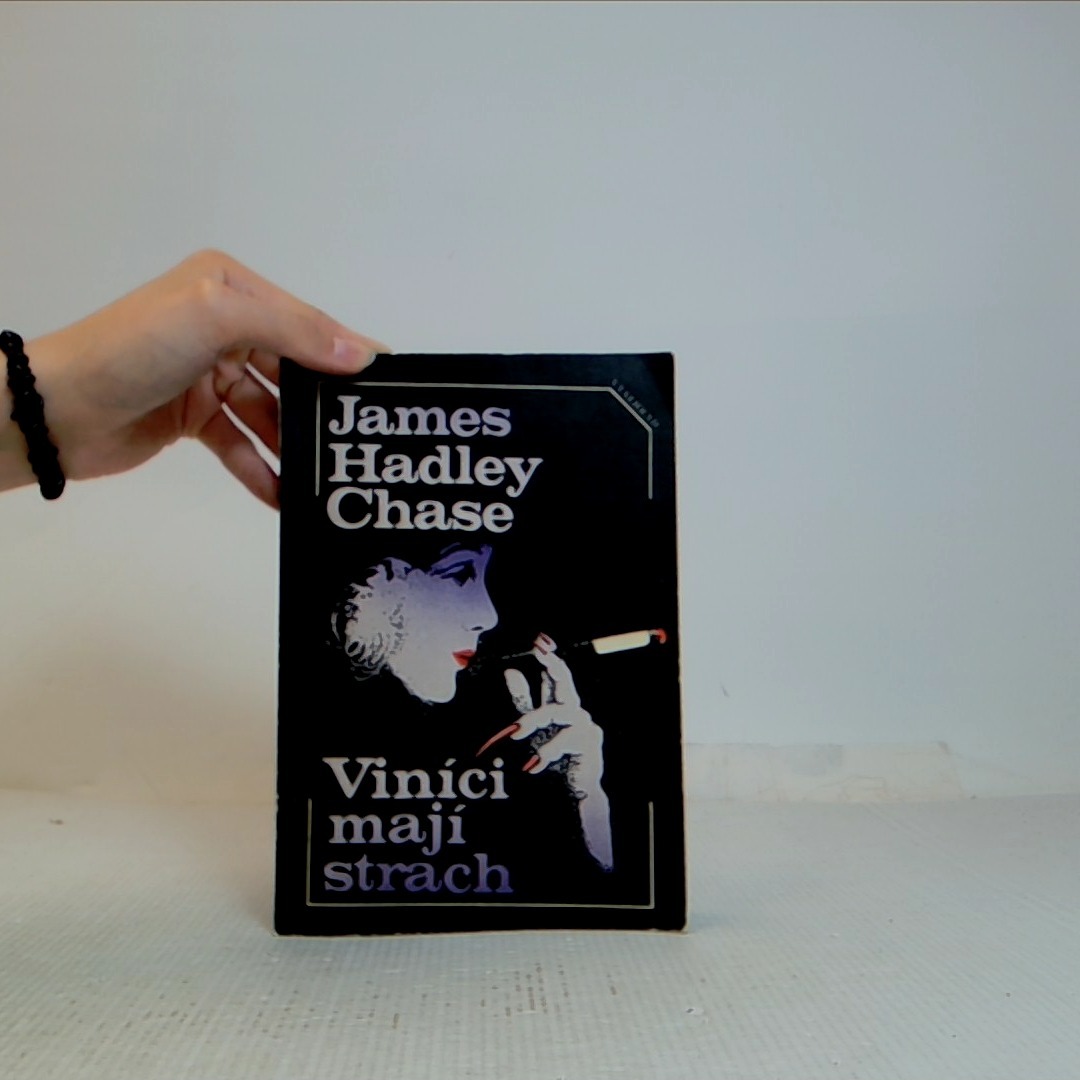 James
Hadley
Chase
Viníci
mají
strach